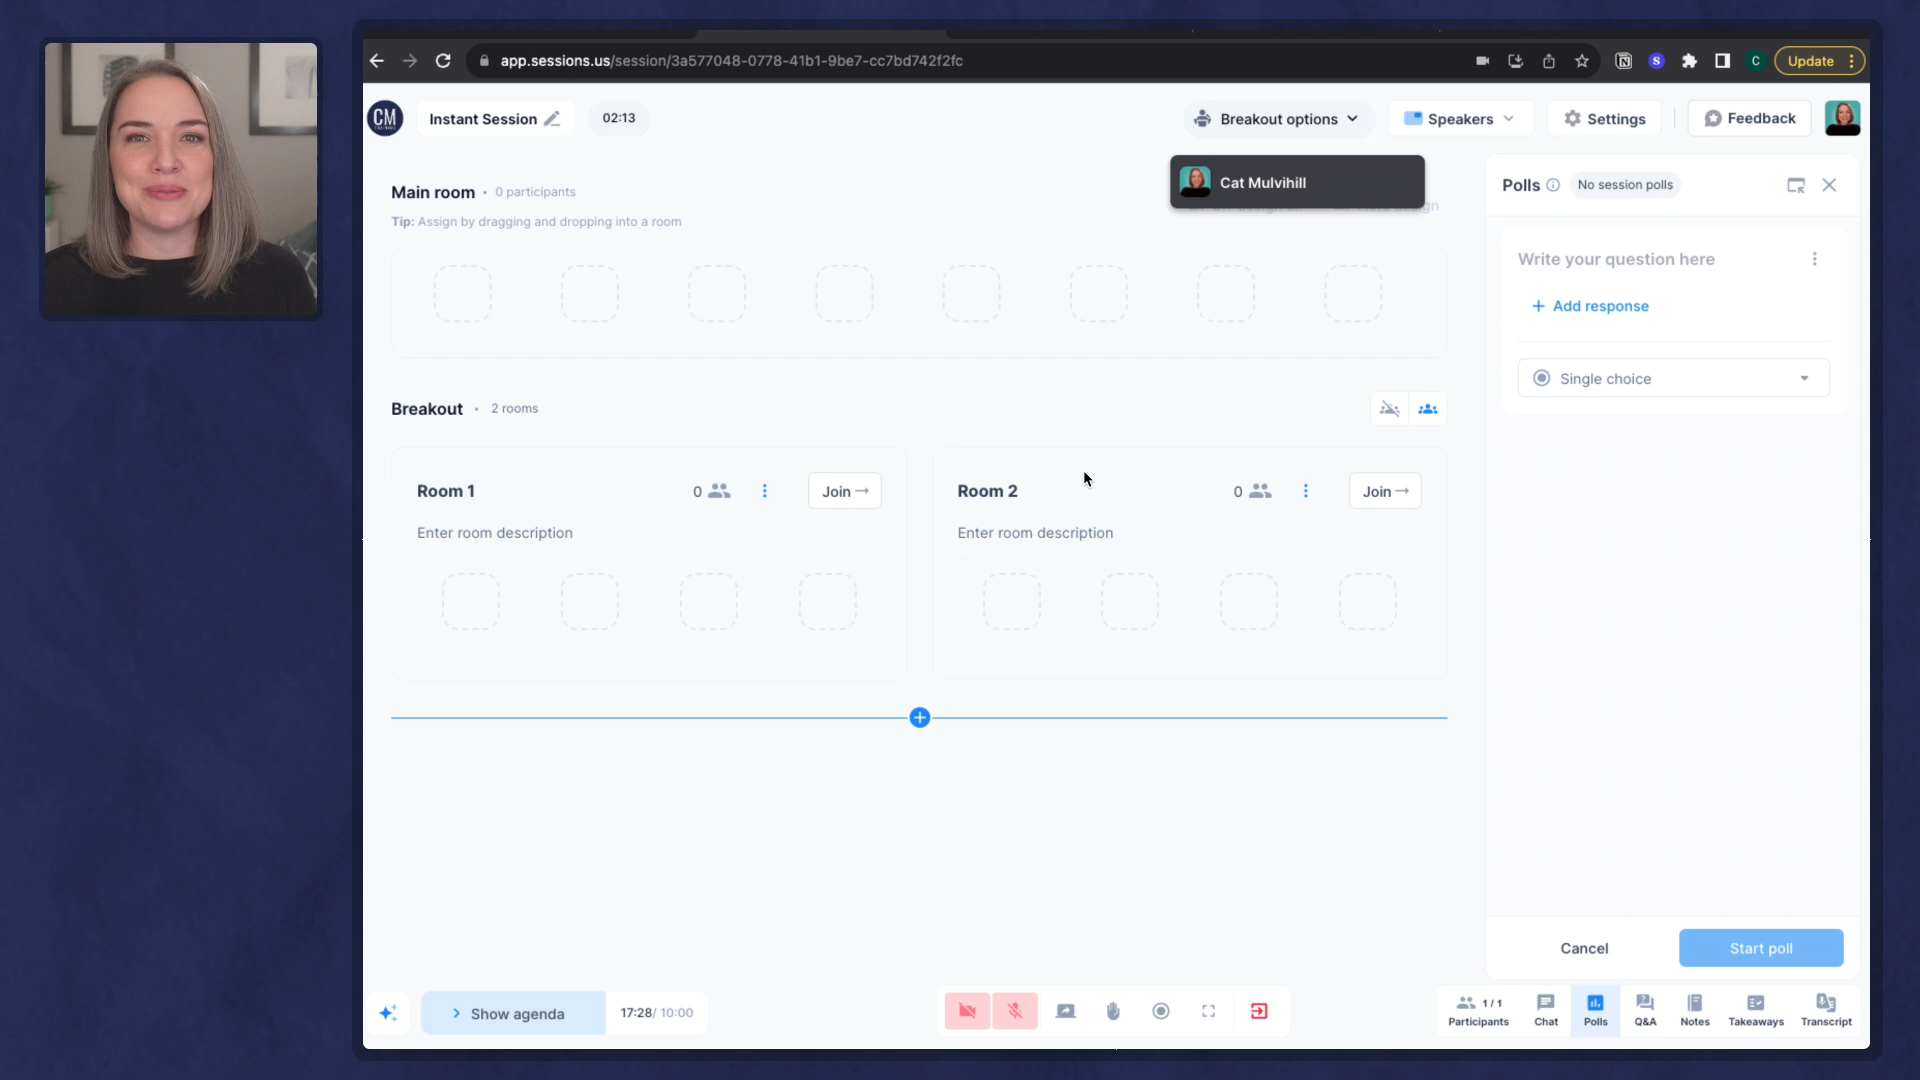 app.sessions.us/session/3a577048-0778-41b1-9be7-cc7bd742f2fc
C
Update
CM
Instant Session
02:13
Breakout options
Speakers
Settings
Feedback
Cat Mulvihill
Main room • 0 participants
Tip: Assign by dragging and dropping into a room
Polls
No session polls
Write your question here
+ Add response
Single choice
Breakout • 2 rooms
Room 1
0
Join →
Enter room description
Room 2
0
Join →
Enter room description
Cancel
Start poll
Show agenda
17:28/ 10:00
1 / 1
Participants
Chat
Polls
Q&A
Notes
Takeaways
Transcript